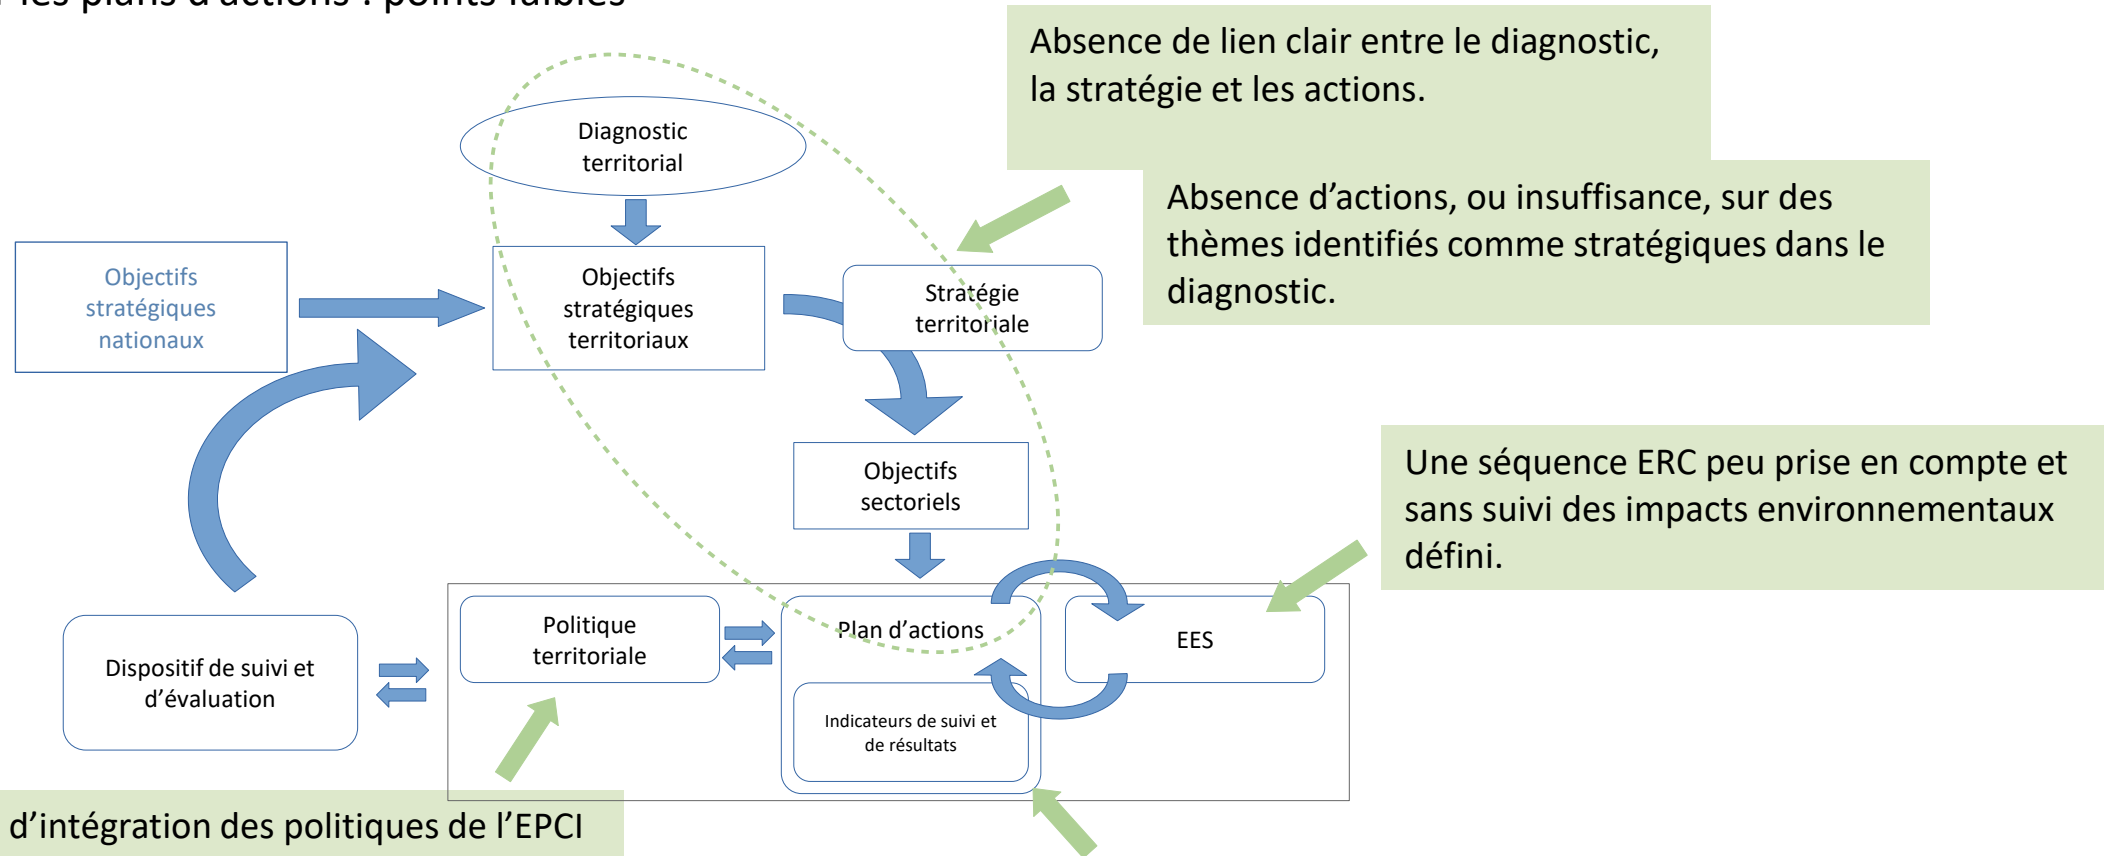 les plans d'actions : points faibles
Absence de lien clair entre le diagnostic,
la stratégie et les actions.
Diagnostic
territorial
Absence d’actions, ou insuffisance, sur des
thèmes identifiés comme stratégiques dans le
diagnostic.
Objectifs
stratégiques
nationaux
Objectifs
stratégiques
territoriaux
Stratégie
territoriale
Objectifs
sectoriels
Une séquence ERC peu prise en compte et
sans suivi des impacts environnementaux
défini.
Politique
territoriale
Plan d’actions
EES
Dispositif de suivi et
d’évaluation
Indicateurs de suivi et
de résultats
d’intégration des politiques de l’EPCI